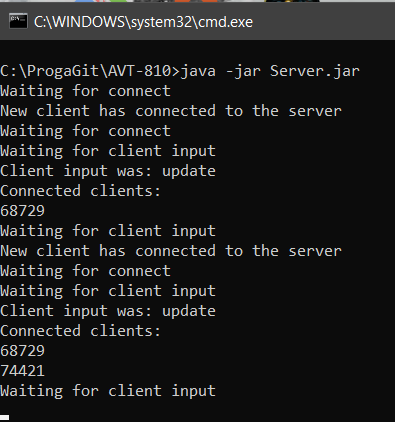 C:\WINDOWS\system32\cmd.exe
C:\ProgaGit\AVT-810>java -jar Server.jar
Waiting for connect
New client has connected to the server
Waiting for connect
Waiting for client input
Client input was: update
Connected clients:
68729
Waiting for client input
New client has connected to the server
Waiting for connect
Waiting for client input
Client input was: update
Connected clients:
68729
74421
Waiting for client input